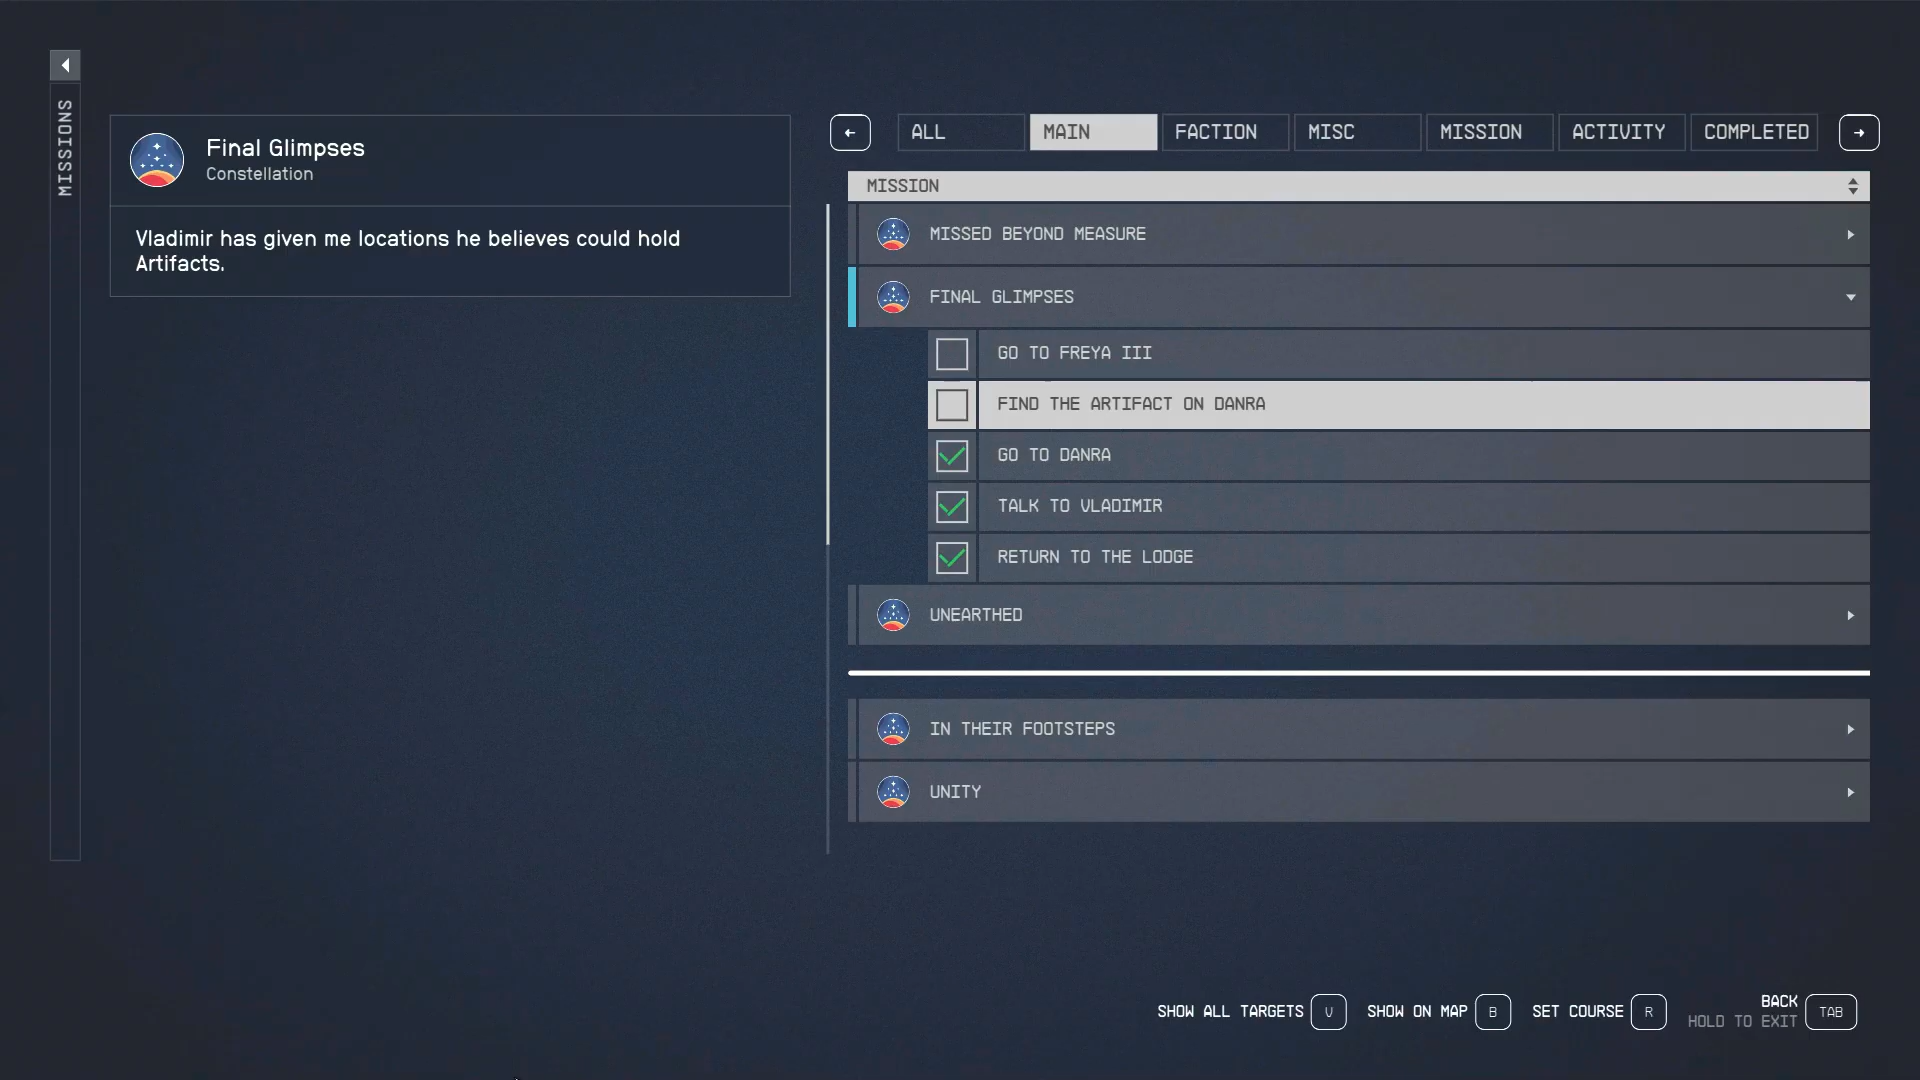 MISSIONS
Final Glimpses
Constellation
Vladimir has given me locations he believes could hold
Artifacts.
ALL
MAIN
FACTION
MISC
MISSION
ACTIVITY
COMPLETED
MISSION
MISSED BEYOND MEASURE
FINAL GLIMPSES
GO TO FREYA III
FIND THE ARTIFACT ON DANRA
GO TO DANRA
TALK TO VLADIMIR
RETURN TO THE LODGE
UNEARTHED
IN THEIR FOOTSTEPS
UNITY
SHOW ALL TARGETS V
SHOW ON MAP B
SET COURSE R
BACK
HOLD TO EXIT
TAB